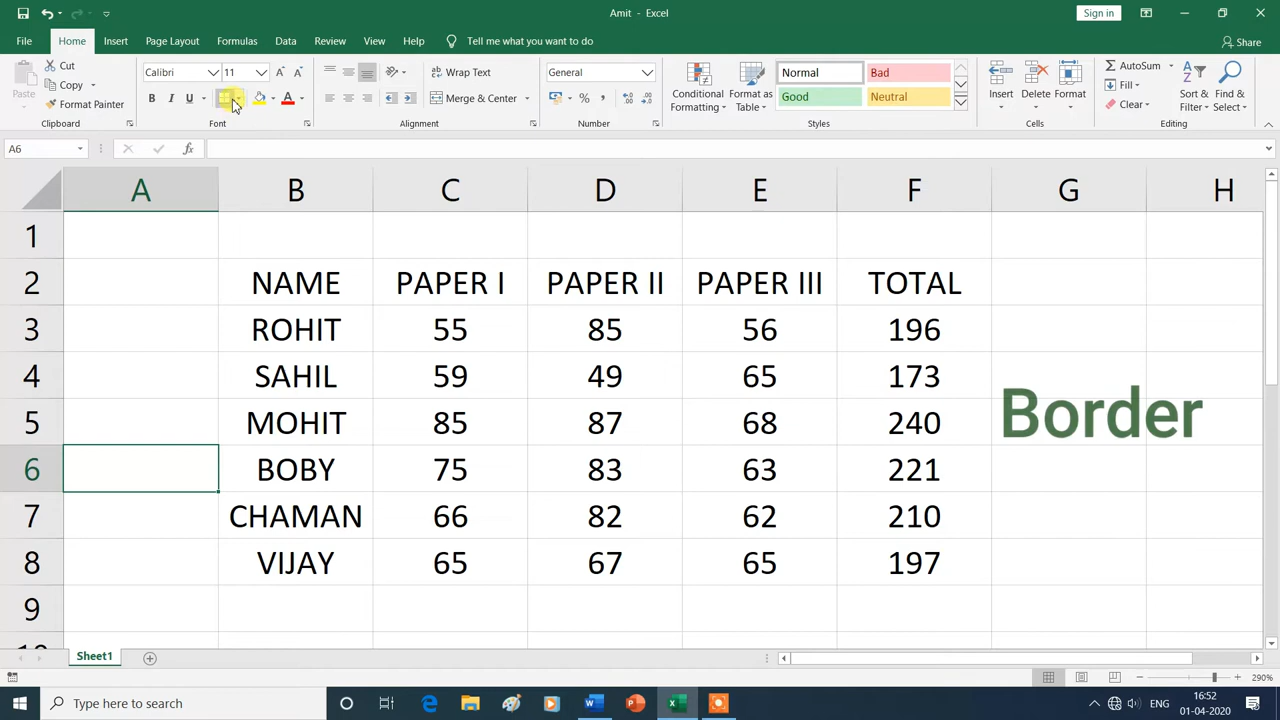 Amit - Excel
Sign in
File Home Insert Page Layout Formulas Data Review View Help Tell me what you want to do Share
Paste Cut Copy Format Painter Clipboard
Calibri 11 B I U A Font
Wrap Text Merge & Center Alignment
General % Number
Conditional Formatting Format as Table Normal Bad Good Neutral Styles
Insert Delete Format Cells
AutoSum Fill Clear Sort & Filter Find & Select Editing
A6 fx
A B C D E F G H
1
2 NAME PAPER I PAPER II PAPER III TOTAL
3 ROHIT 55 85 56 196
4 SAHIL 59 49 65 173
5 MOHIT 85 87 68 240
Border
6 BOBY 75 83 63 221
7 CHAMAN 66 82 62 210
8 VIJAY 65 67 65 197
9
10
Sheet1
290%
Type here to search
ENG
16:52
01-04-2020